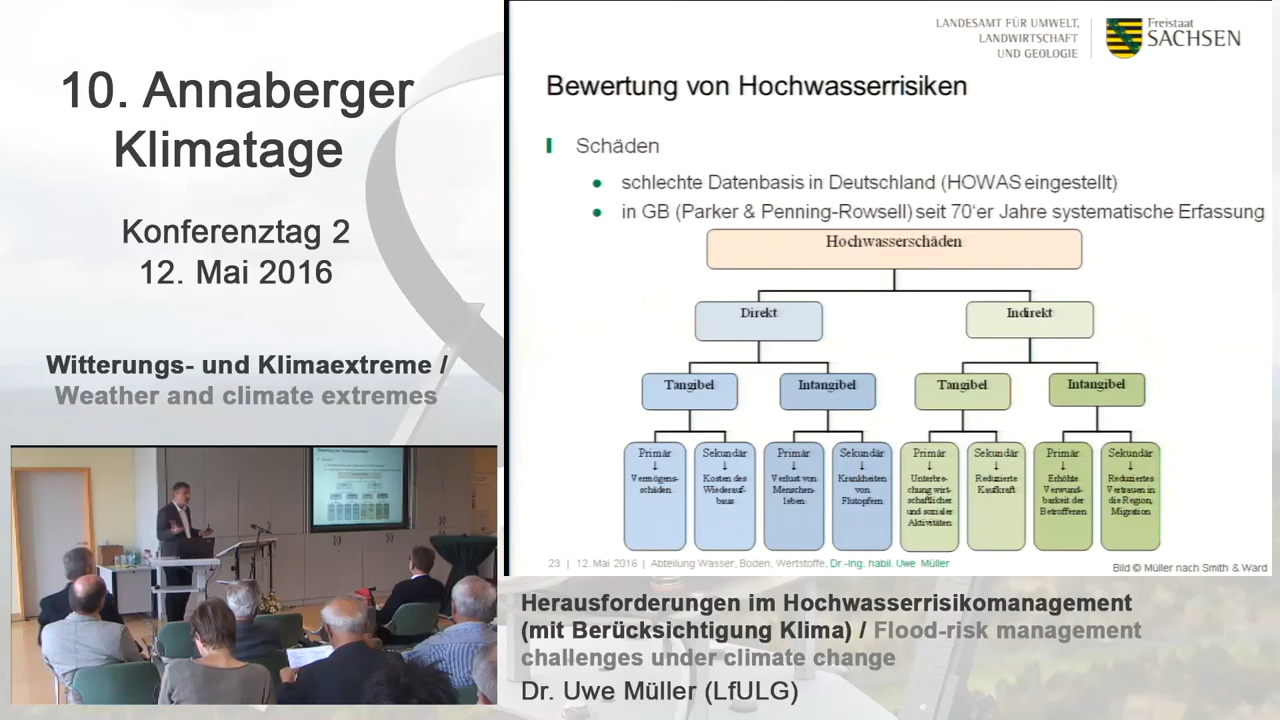 10. Annaberger
Klimatage
Konferenztag 2
12. Mai 2016
Witterungs- und Klimaextreme /
Weather and climate extremes
LANDESAMT FÜR UMWELT,
LANDWIRTSCHAFT
UND GEOLOGIE
Freistaat
SACHSEN
Bewertung von Hochwasserrisiken
Schäden
schlechte Datenbasis in Deutschland (HOWAS eingestellt)
in GB (Parker & Penning-Rowsell) seit 70'er Jahre systematische Erfassung
Hochwasserschäden
Direkt
Indirekt
Tangibel
Intangibel
Tangibel
Intangibel
Primär
↓
Vermögens-
schäden
Sekundär
↓
Kosten des
Wiederauf-
baus
Primär
↓
Verlust von
Menschen-
leben
Sekundär
↓
Krankheiten
von
Flutopfern
Primär
↓
Unterbre-
chung wirt-
schaftlicher
und sozialer
Aktivitäten
Sekundär
↓
Reduzierte
Kaufkraft
Primär
↓
Erhöhte
Verwund-
barkeit der
Betroffenen
Sekundär
↓
Reduziertes
Vertrauen in
die Region,
Migration
23 | 12. Mai 2016 | Abteilung Wasser, Boden, Wertstoffe, Dr.-Ing. habil. Uwe Müller
Bild © Müller nach Smith & Ward
Herausforderungen im Hochwasserrisikomanagement
(mit Berücksichtigung Klima) / Flood-risk management
challenges under climate change
Dr. Uwe Müller (LfULG)